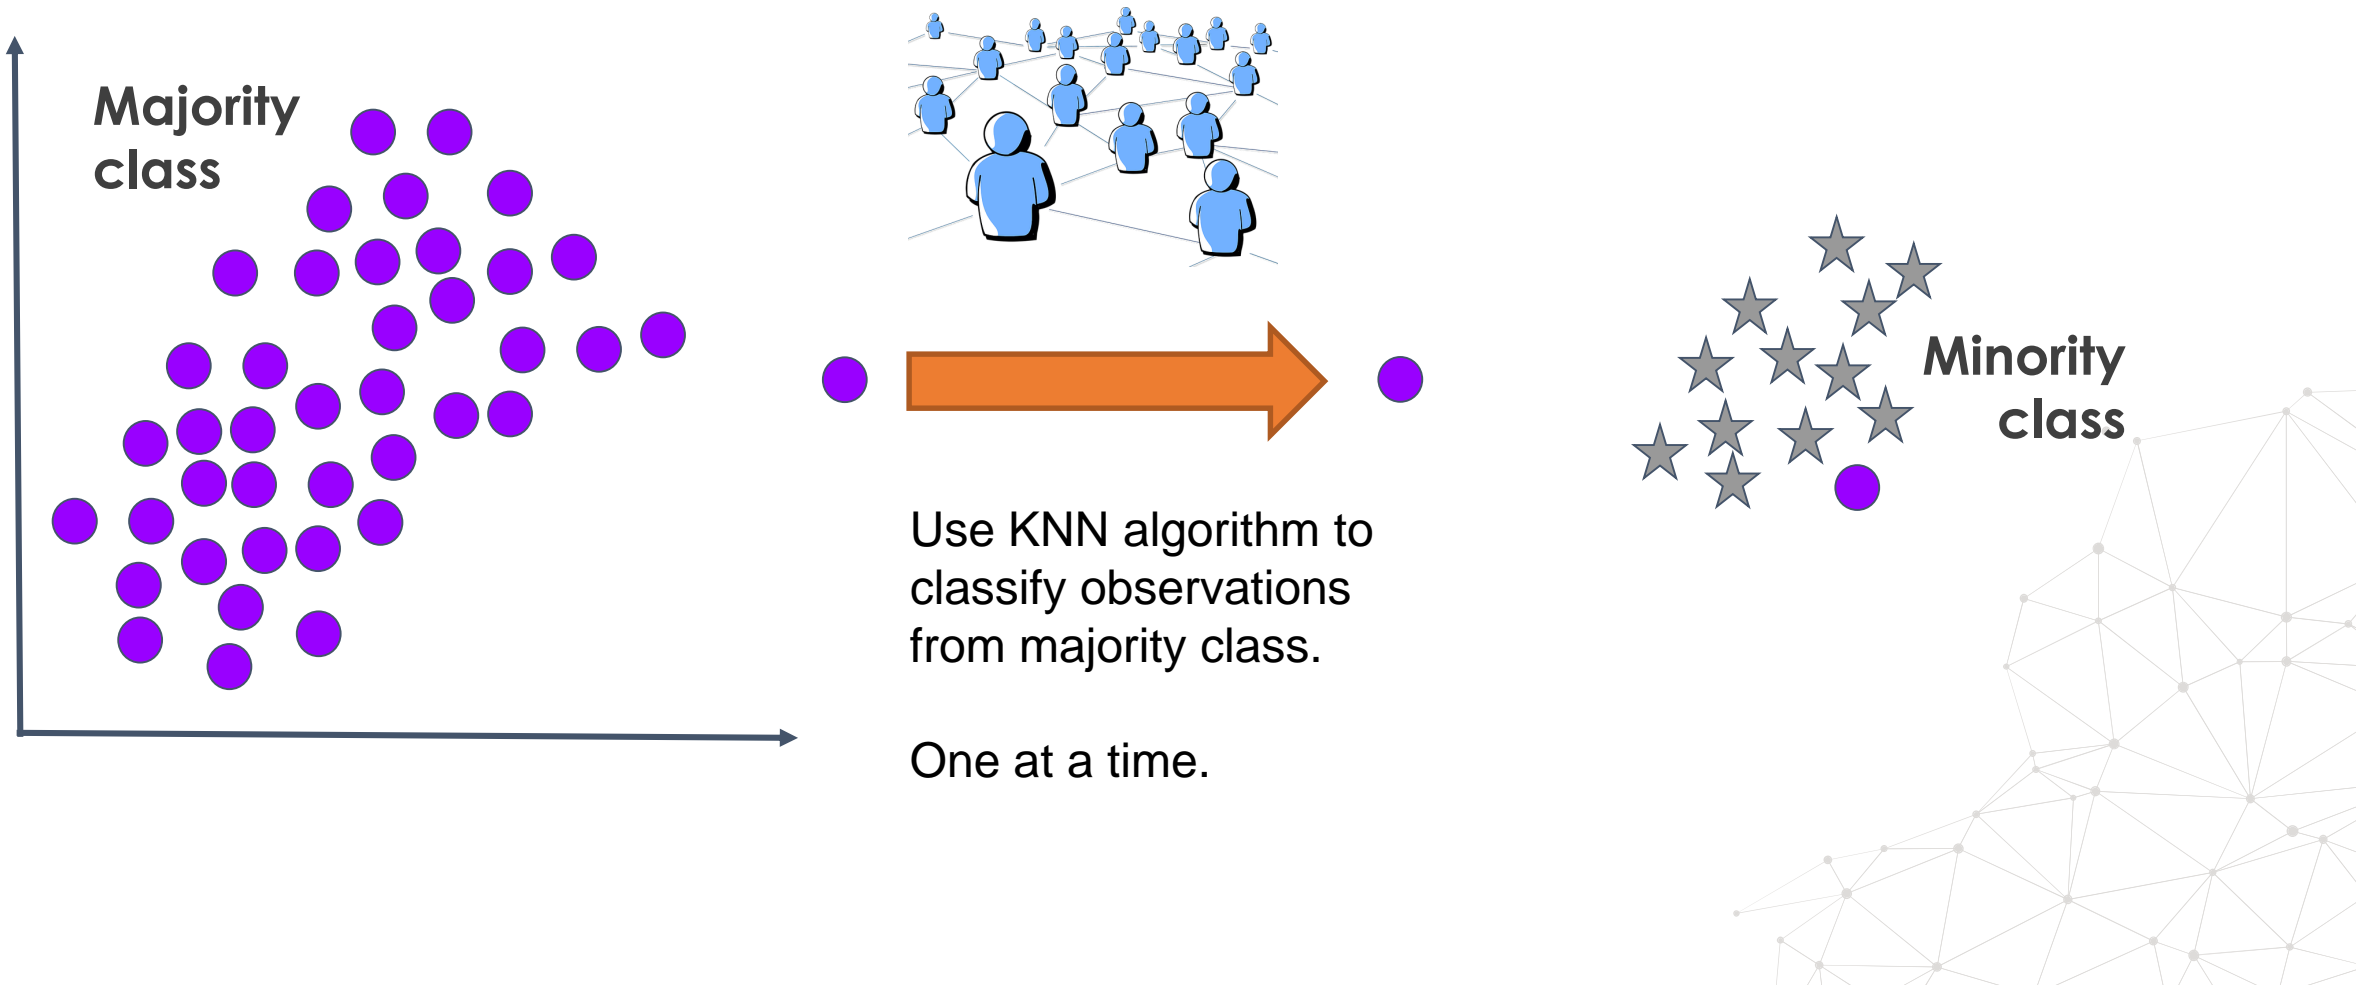 Majority
class
Use KNN algorithm to
classify observations
from majority class.
One at a time.
Minority
class